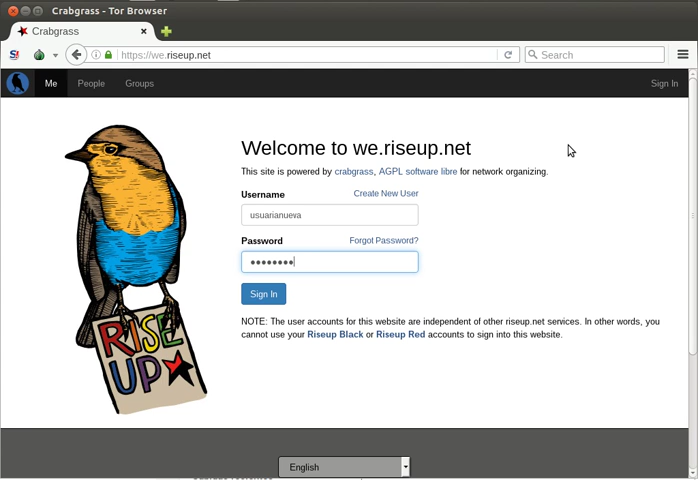 Crabgrass - Tor Browser
Crabgrass
https://we.riseup.net
Search
Me People Groups Sign In
Welcome to we.riseup.net
This site is powered by crabgrass, AGPL software libre for network organizing.
Username Create New User
usuarianueva
Password Forgot Password?
Sign In
NOTE: The user accounts for this website are independent of other riseup.net services. In other words, you
cannot use your Riseup Black or Riseup Red accounts to sign into this website.
RISE
UP
English